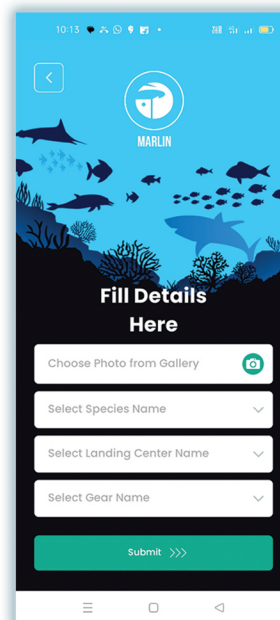 10:13
MARLIN
Fill Details
Here
Choose Photo from Gallery
Select Species Name
Select Landing Center Name
Select Gear Name
Submit >>>